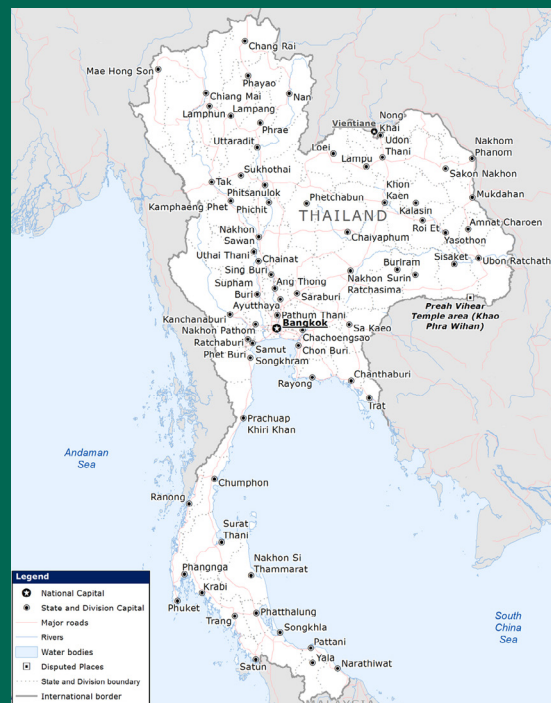 Chang Rai
Mae Hong Son
Phayao
Chiang Mai
Nan
Lampang
Lamphun
Phrae
Uttaradit
Vientiane
Nong
Khai
Udon
Thani
Loei
Lampu
Nakhom
Phanom
Sakon Nakhon
Sukhothai
Tak
Phitsanulok
Kamphaeng Phet
Phichit
Phetchabun
Khon
Kaen
Mukdahan
Kalasin
THAILAND
Roi Et
Amnat Charoen
Yasothon
Nakhon
Sawan
Chaiyaphum
Uthai Thani
Chainat
Sing Buri
Buriram
Sisaket
Ubon Ratchath
Supham
Buri
Ang Thong
Nakhon Surin
Ratchasima
Saraburi
Ayutthaya
Preah Vihear
Temple area (Khao
Phra Wihan)
Kanchanaburi
Pathum Thani
Nakhon Pathom
Bangkok
Sa Kaeo
Ratchaburi
Chachoengsao
Phet Buri
Samut
Songkhram
Chon Buri
Rayong
Chanthaburi
Trat
Prachuap
Khiri Khan
Andaman
Sea
Chumphon
Ranong
Surat
Thani
Nakhon Si
Thammarat
Phangnga
Krabi
Phuket
Phatthalung
Trang
Songkhla
South
China
Sea
Pattani
Yala
Satun
Narathiwat
MALAYSIA
Legend
National Capital
State and Division Capital
Major roads
Rivers
Water bodies
Disputed Places
State and Division boundary
International border